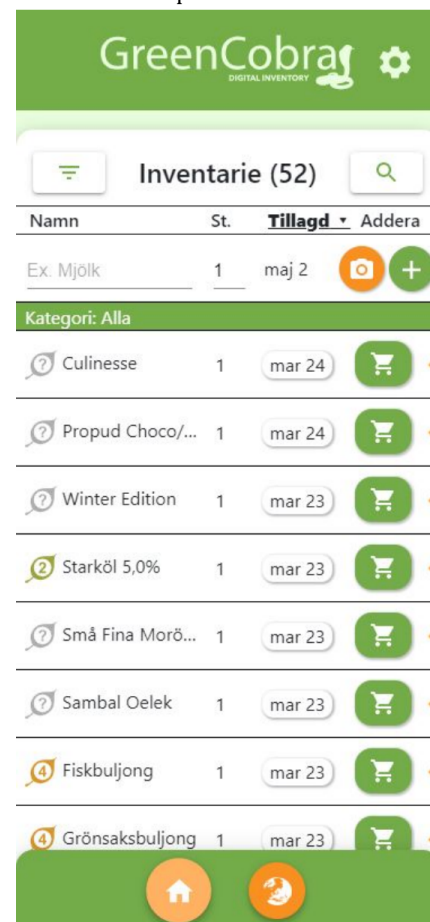 GreenCobra
DIGITAL INVENTORY
Inventarie (52)
Namn St. Tillagd ▼ Addera
Ex. Mjölk 1 maj 2 +
Kategori: Alla
? Culinesse 1 mar 24
? Propud Choco/... 1 mar 24
? Winter Edition 1 mar 23
2 Starköl 5,0% 1 mar 23
? Små Fina Morö... 1 mar 23
? Sambal Oelek 1 mar 23
4 Fiskbuljong 1 mar 23
4 Grönsaksbuljong 1 mar 23